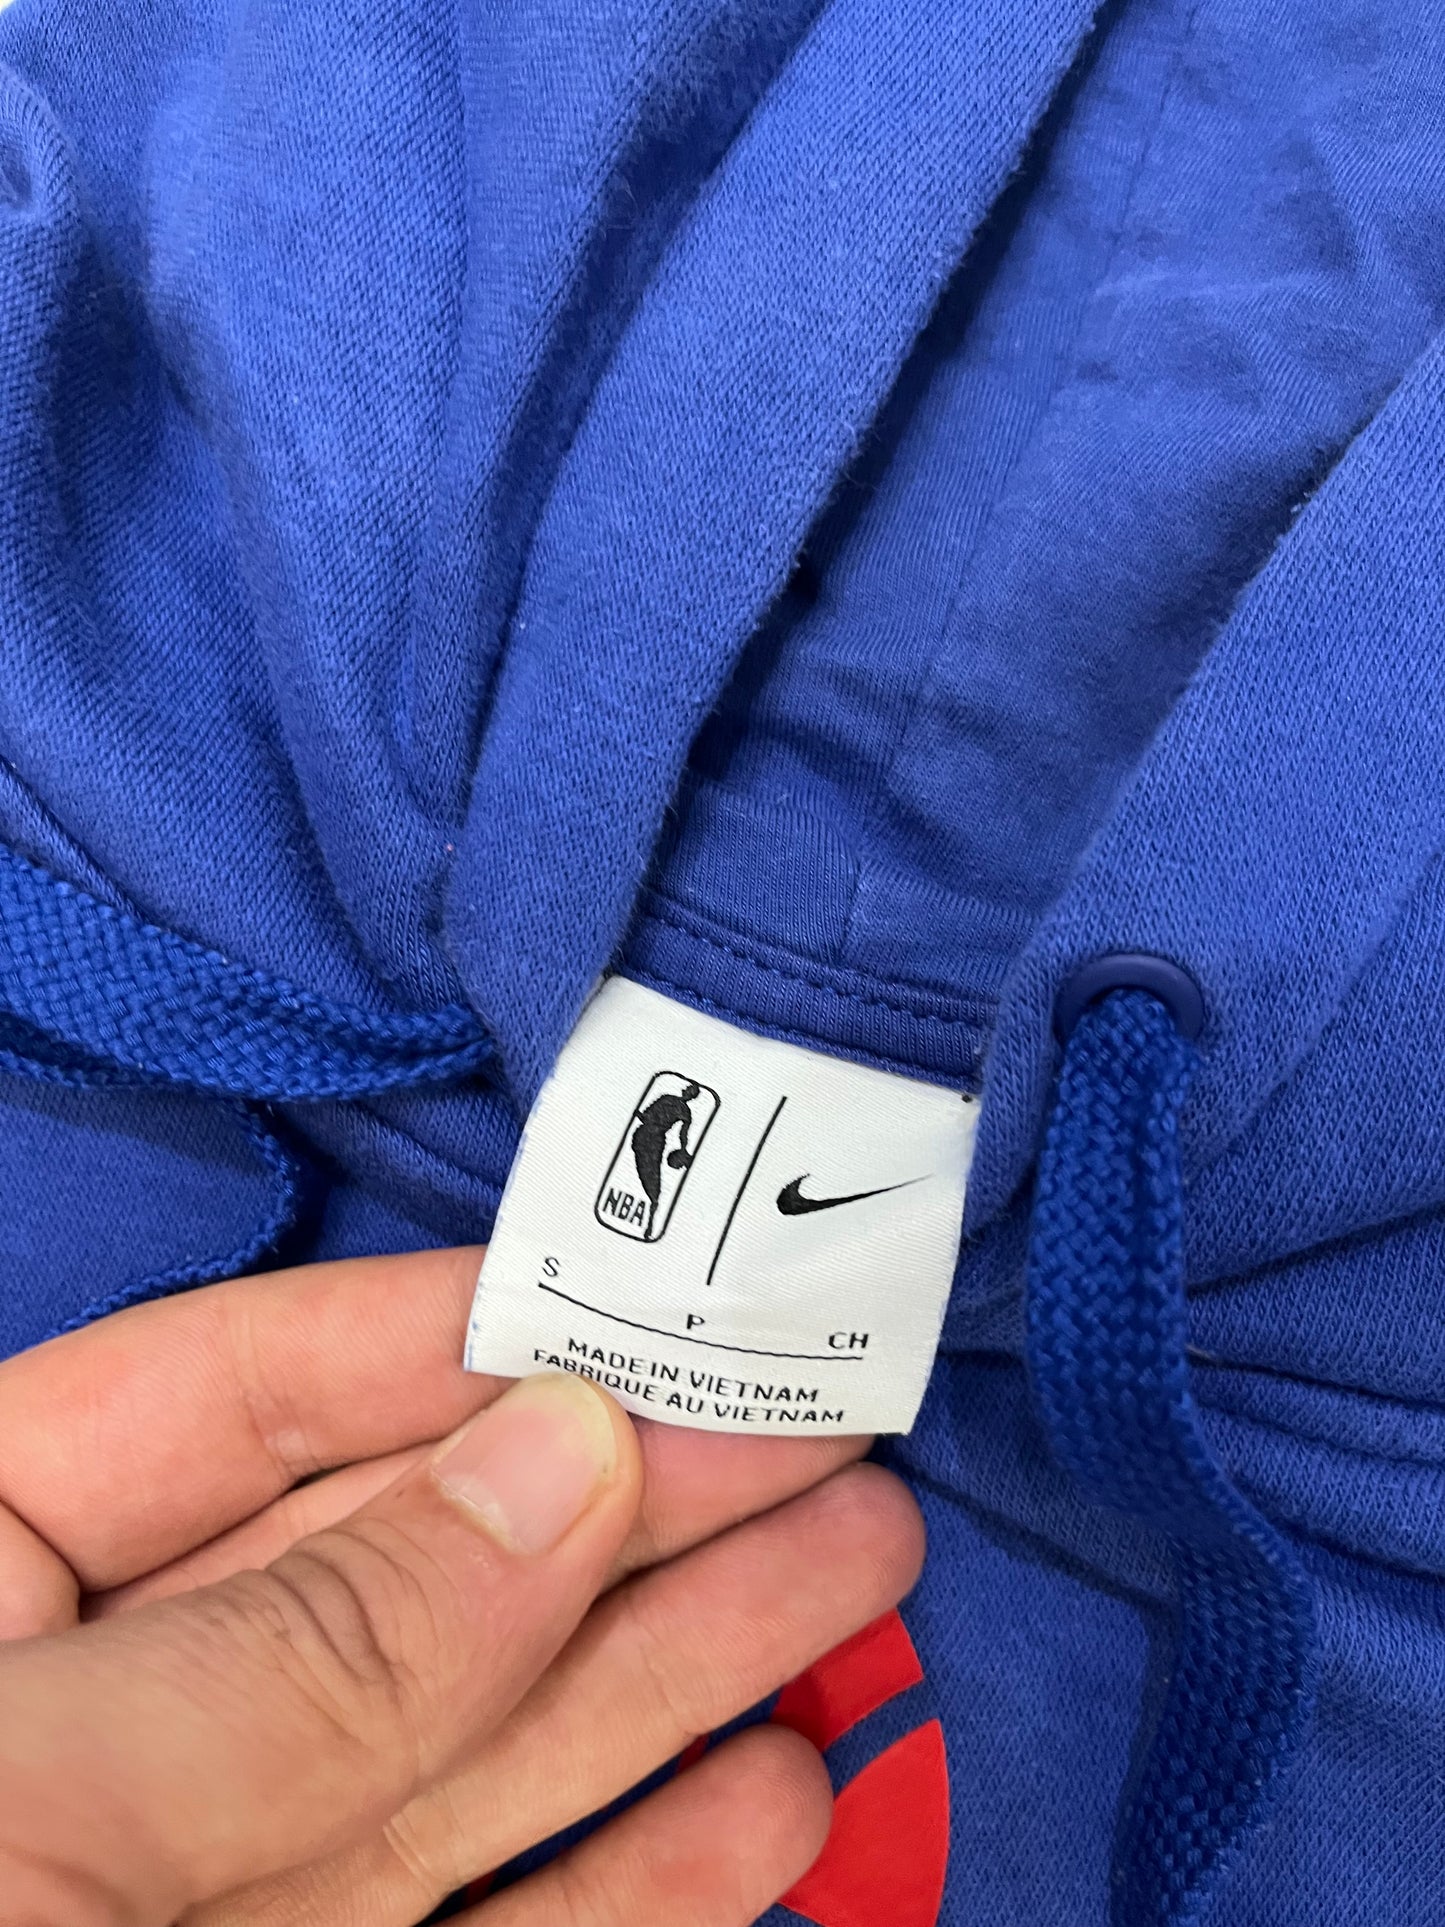 NBA
S P CH
MADE IN VIETNAM
FABRIQUE AU VIETNAM